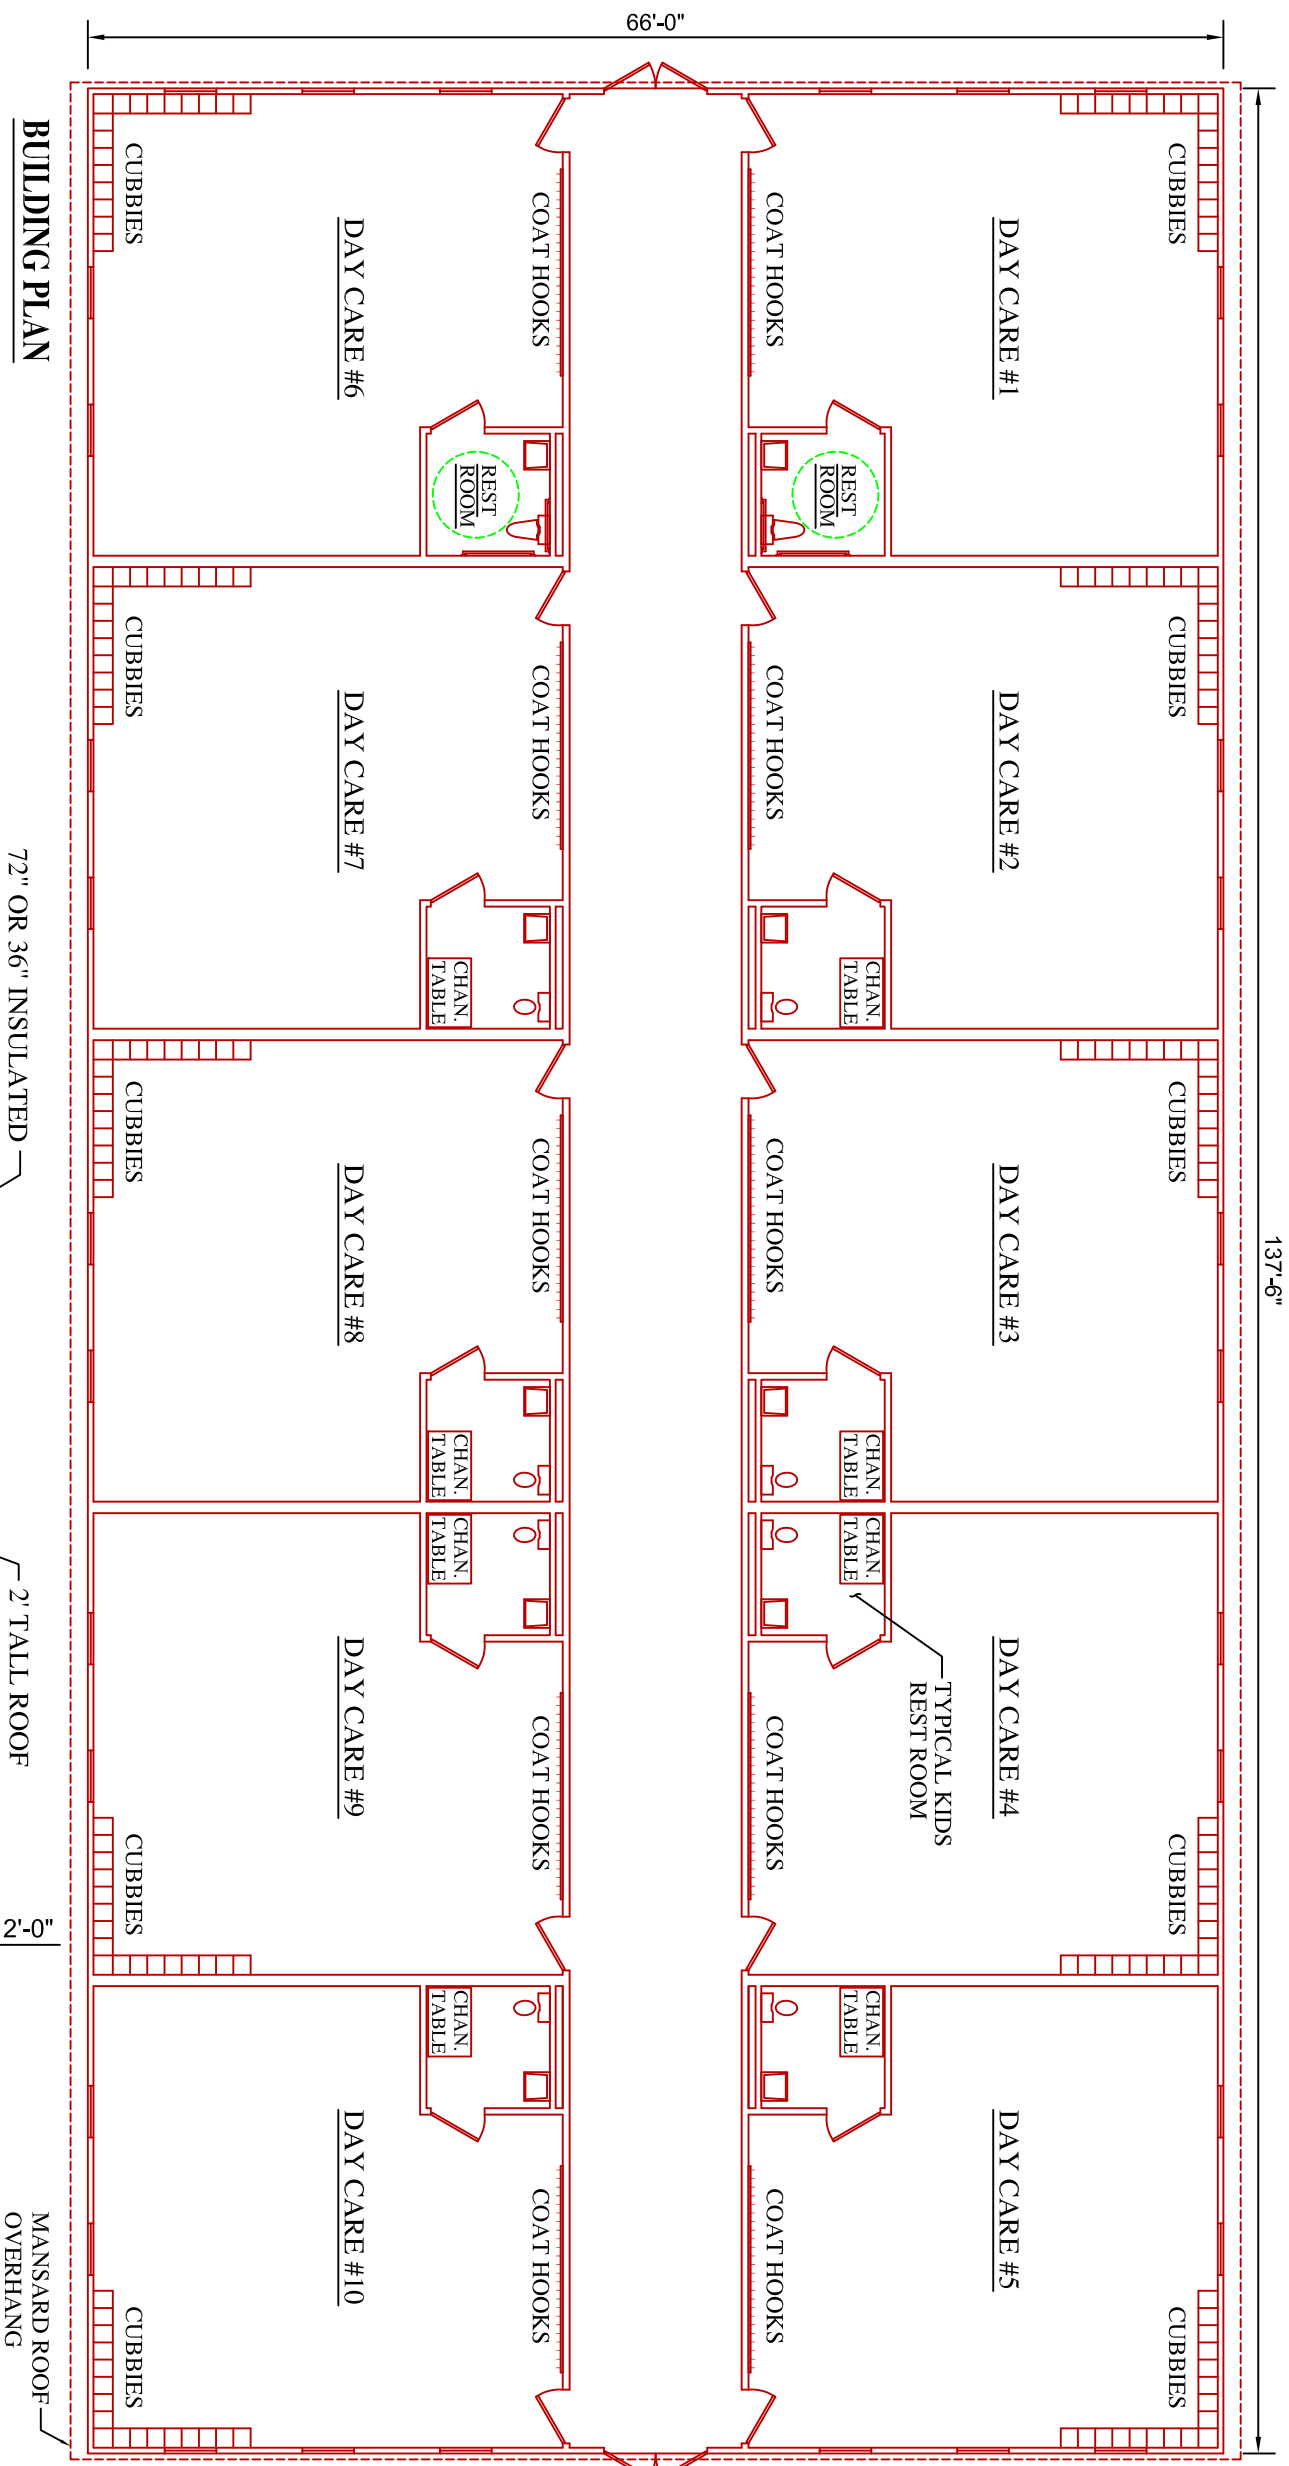 66'-0"
137'-6"
CUBBIES
CUBBIES
CUBBIES
CUBBIES
CUBBIES
DAY CARE #1
DAY CARE #2
DAY CARE #3
DAY CARE #4
DAY CARE #5
TYPICAL KIDS
REST ROOM
REST
ROOM
CHAN.
TABLE
CHAN.
TABLE
CHAN.
TABLE
CHAN.
TABLE
COAT HOOKS
COAT HOOKS
COAT HOOKS
COAT HOOKS
COAT HOOKS
COAT HOOKS
COAT HOOKS
COAT HOOKS
COAT HOOKS
COAT HOOKS
REST
ROOM
CHAN.
TABLE
CHAN.
TABLE
CHAN.
TABLE
CHAN.
TABLE
DAY CARE #6
DAY CARE #7
DAY CARE #8
DAY CARE #9
DAY CARE #10
CUBBIES
CUBBIES
CUBBIES
CUBBIES
CUBBIES
BUILDING PLAN
72" OR 36" INSULATED
2' TALL ROOF
2'-0"
MANSARD ROOF
OVERHANG